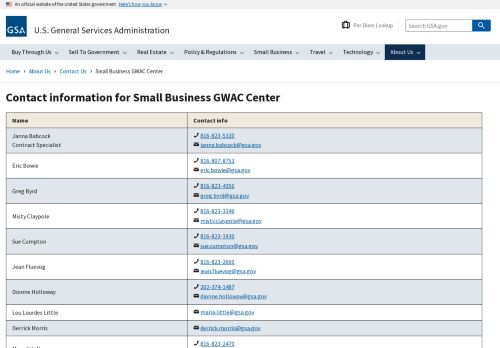 An official website of the United States government Here's how you know
GSA U.S. General Services Administration
Per Diem Lookup
Search GSA.gov
Buy Through Us Sell To Government Real Estate Policy & Regulations Small Business Travel Technology About Us
Home › About Us › Contact Us › Small Business GWAC Center
Contact information for Small Business GWAC Center
Name Contact info
Janna Babcock
Contract Specialist
816-823-5320
janna.babcock@gsa.gov
Eric Bowie
816-807-8753
eric.bowie@gsa.gov
Greg Byrd
816-823-4356
greg.byrd@gsa.gov
Misty Claypole
816-823-3346
misty.claypole@gsa.gov
Sue Cumpton
816-823-1930
sue.cumpton@gsa.gov
Jean Fluevog
816-823-2660
jean.fluevog@gsa.gov
Dionne Holloway
202-374-1487
dionne.holloway@gsa.gov
Lou Lourdes Little
maria.little@gsa.gov
Derrick Morris
derrick.morris@gsa.gov
816-823-2470